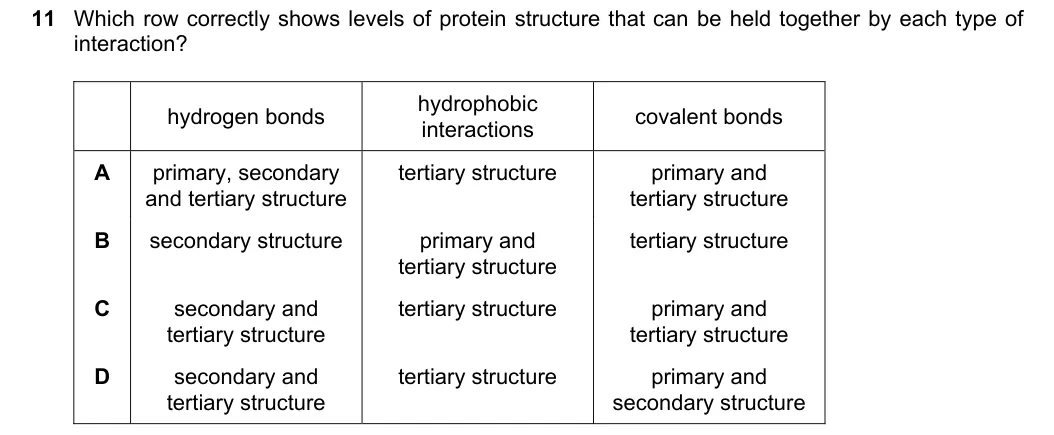 11 Which row correctly shows levels of protein structure that can be held together by each type of
interaction?
hydrogen bonds
hydrophobic
interactions
covalent bonds
A
primary, secondary
and tertiary structure
tertiary structure
primary and
tertiary structure
B
secondary structure
primary and
tertiary structure
tertiary structure
C
secondary and
tertiary structure
tertiary structure
primary and
tertiary structure
D
secondary and
tertiary structure
tertiary structure
primary and
secondary structure